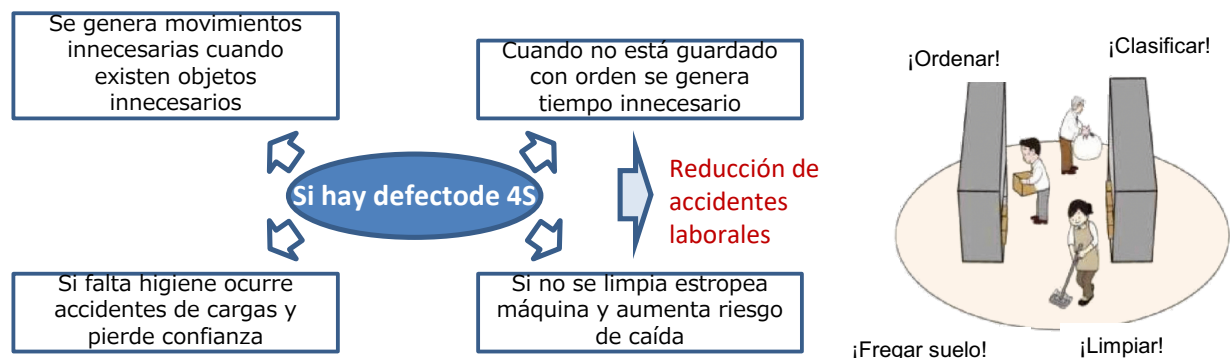 Se genera movimientos
innecesarias cuando
existen objetos
innecesarios
Cuando no está guardado
con orden se genera
tiempo innecesario
Si hay defectode 4S
Reducción de
accidentes
laborales
Si falta higiene ocurre
accidentes de cargas y
pierde confianza
Si no se limpia estropea
máquina y aumenta riesgo
de caída
¡Ordenar!
¡Clasificar!
¡Fregar suelo!
¡Limpiar!